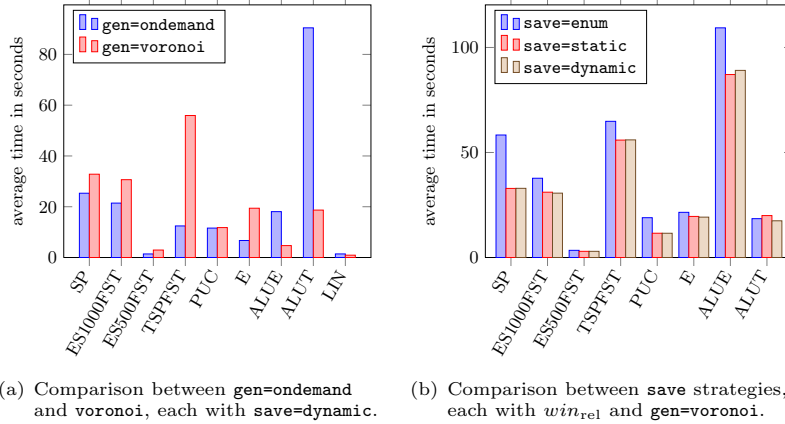 gen=ondemand
gen=voronoi
average time in seconds
80
60
40
20
0
SP
ES1000FST
ES500FST
TSPFST
PUC
E
ALUE
ALUT
LIN
(a) Comparison between gen=ondemand
and voronoi, each with save=dynamic.
save=enum
save=static
save=dynamic
average time in seconds
100
50
0
SP
ES1000FST
ES500FST
TSPFST
PUC
E
ALUE
ALUT
(b) Comparison between save strategies,
each with win_rel and gen=voronoi.